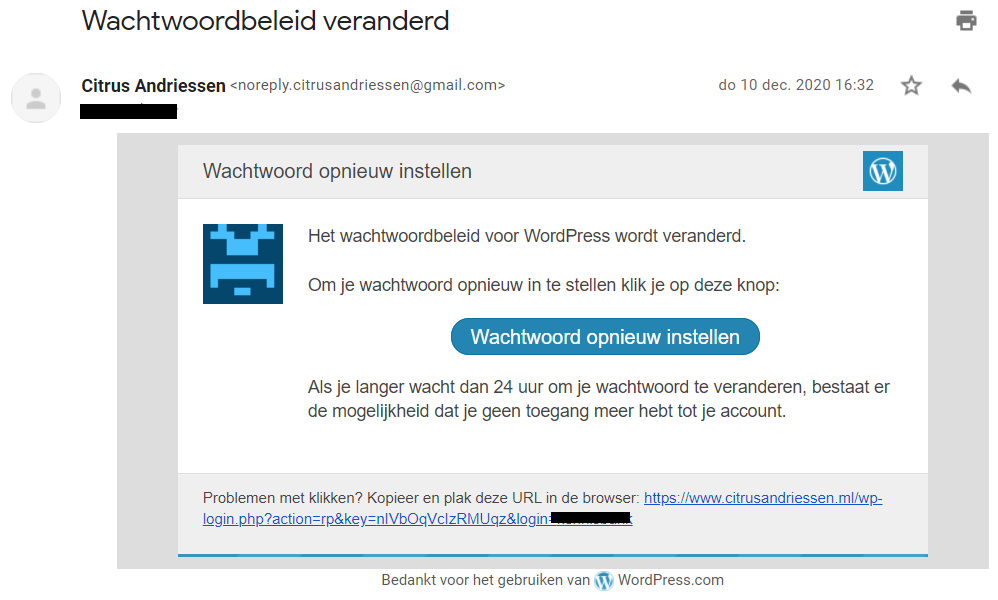 Wachtwoordbeleid veranderd
Citrus Andriessen <noreply.citrusandriessen@gmail.com>
do 10 dec. 2020 16:32
Wachtwoord opnieuw instellen
Het wachtwoordbeleid voor WordPress wordt veranderd.
Om je wachtwoord opnieuw in te stellen klik je op deze knop:
Wachtwoord opnieuw instellen
Als je langer wacht dan 24 uur om je wachtwoord te veranderen, bestaat er
de mogelijkheid dat je geen toegang meer hebt tot je account.
Problemen met klikken? Kopieer en plak deze URL in de browser: https://www.citrusandriessen.ml/wp-
login.php?action=rp&key=nIVbOqVcIzRMUqz&login=
Bedankt voor het gebruiken van WordPress.com